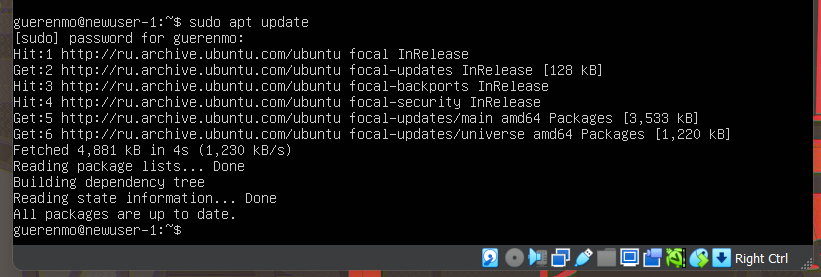 guerenmo@newuser-1:~$ sudo apt update
[sudo] password for guerenmo:
Hit:1 http://ru.archive.ubuntu.com/ubuntu focal InRelease
Get:2 http://ru.archive.ubuntu.com/ubuntu focal-updates InRelease [128 kB]
Hit:3 http://ru.archive.ubuntu.com/ubuntu focal-backports InRelease
Hit:4 http://ru.archive.ubuntu.com/ubuntu focal-security InRelease
Get:5 http://ru.archive.ubuntu.com/ubuntu focal-updates/main amd64 Packages [3,533 kB]
Get:6 http://ru.archive.ubuntu.com/ubuntu focal-updates/universe amd64 Packages [1,220 kB]
Fetched 4,881 kB in 4s (1,230 kB/s)
Reading package lists... Done
Building dependency tree
Reading state information... Done
All packages are up to date.
guerenmo@newuser-1:~$
Right Ctrl